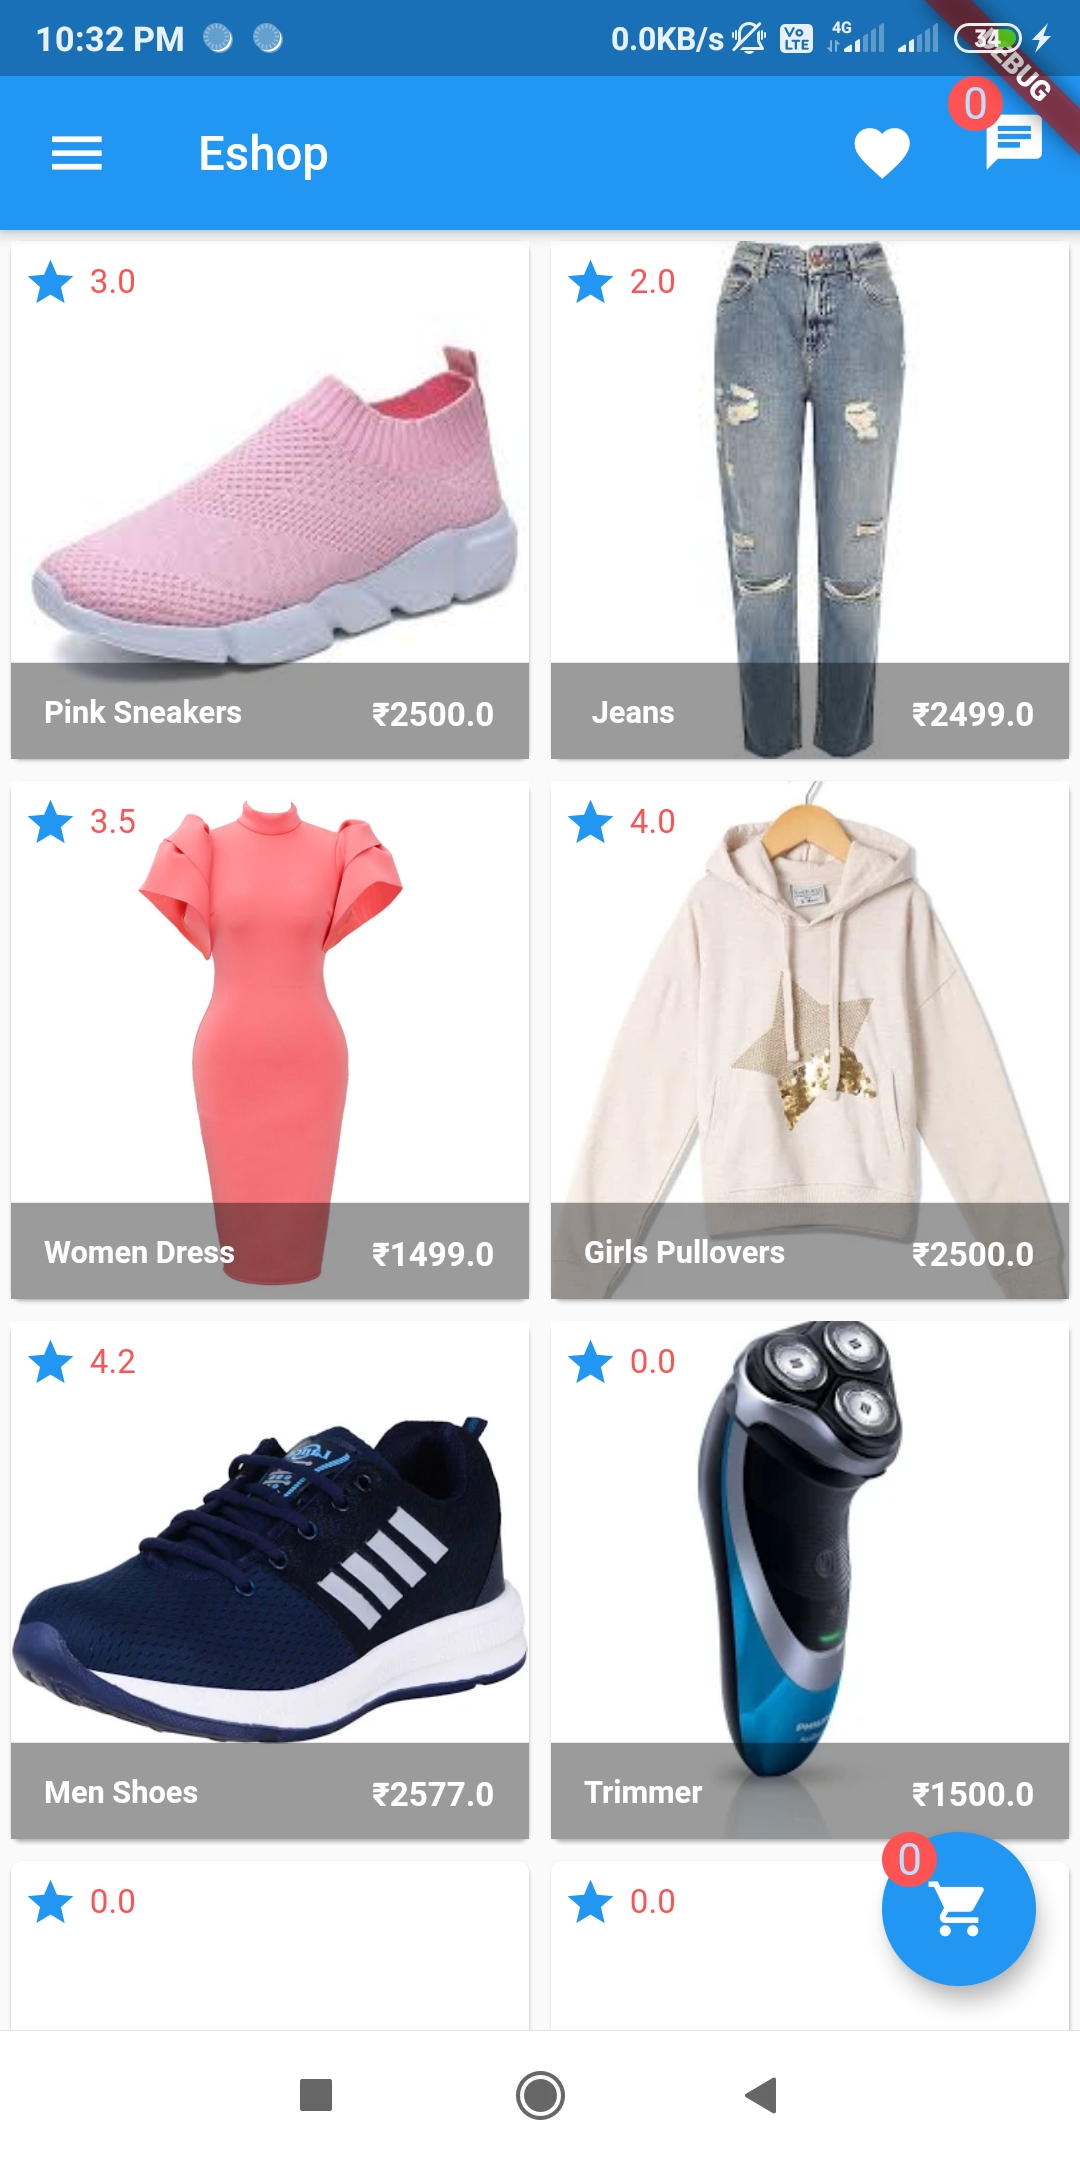 10:32 PM 0.0KB/s Vo LTE 4G 34
DEBUG
Eshop 0
3.0
2.0
Pink Sneakers ₹2500.0
Jeans ₹2499.0
3.5
4.0
Women Dress ₹1499.0
Girls Pullovers ₹2500.0
4.2
0.0
Men Shoes ₹2577.0
Trimmer ₹1500.0
0
0.0
0.0